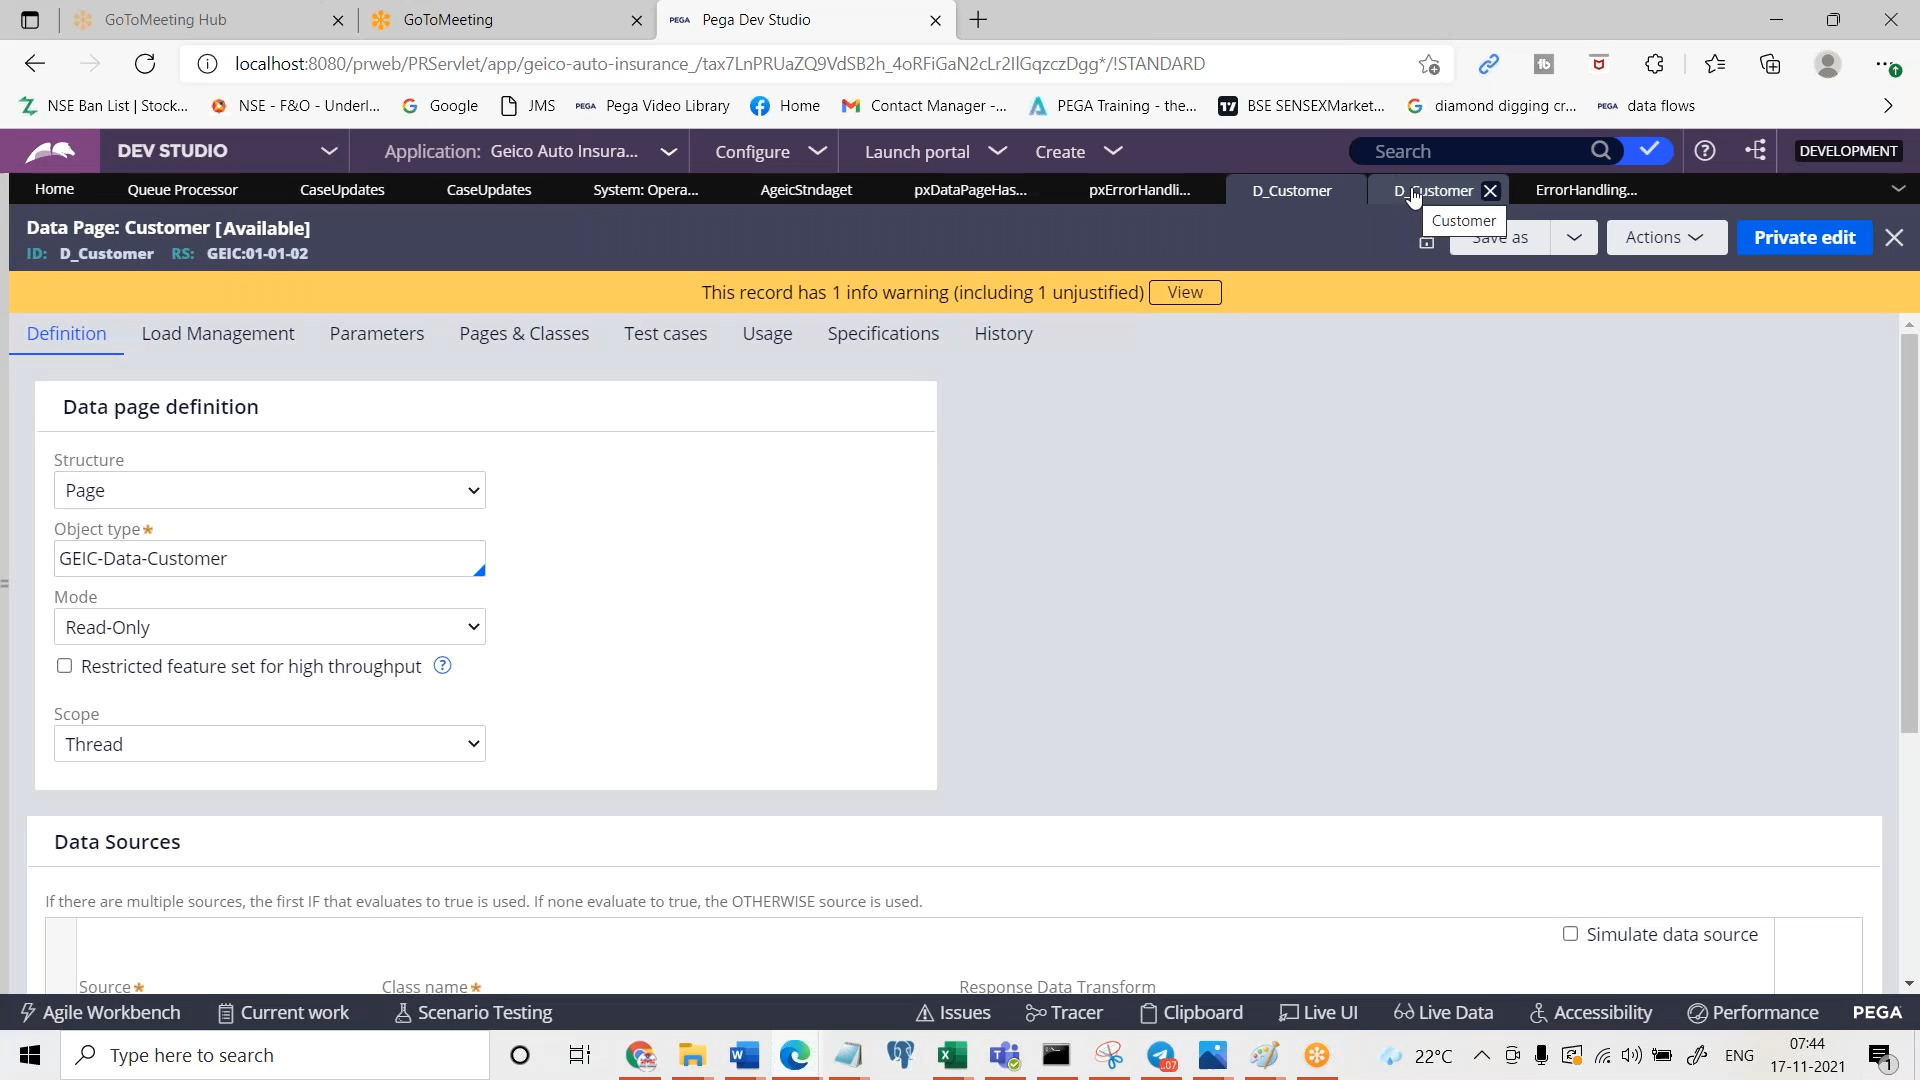 GoToMeeting Hub
GoToMeeting
PEGA Pega Dev Studio
localhost:8080/prweb/PRServlet/app/geico-auto-insurance_/tax7LnPRUaZQ9VdSB2h_4oRFiGaN2cLr2IlGqzczDgg*/!STANDARD
NSE Ban List | Stock...
NSE - F&O - Underl...
Google
JMS
PEGA Pega Video Library
Home
Contact Manager -...
PEGA Training - the...
BSE SENSEXMarket...
diamond digging cr...
PEGA data flows
DEV STUDIO
Application: Geico Auto Insura...
Configure
Launch portal
Create
Search
DEVELOPMENT
Home
Queue Processor
CaseUpdates
CaseUpdates
System: Opera...
AgeicStndaget
pxDataPageHas...
pxErrorHandli...
D_Customer
D_Customer
ErrorHandling...
Customer
Data Page: Customer [Available]
ID: D_Customer RS: GEIC:01-01-02
Save as
Actions
Private edit
This record has 1 info warning (including 1 unjustified) View
Definition
Load Management
Parameters
Pages & Classes
Test cases
Usage
Specifications
History
Data page definition
Structure
Page
Object type*
GEIC-Data-Customer
Mode
Read-Only
Restricted feature set for high throughput ?
Scope
Thread
Data Sources
If there are multiple sources, the first IF that evaluates to true is used. If none evaluate to true, the OTHERWISE source is used.
Simulate data source
Source*
Class name*
Response Data Transform
Agile Workbench
Current work
Scenario Testing
Issues
Tracer
Clipboard
Live UI
Live Data
Accessibility
Performance
PEGA
Type here to search
22°C
ENG
07:44
17-11-2021
1